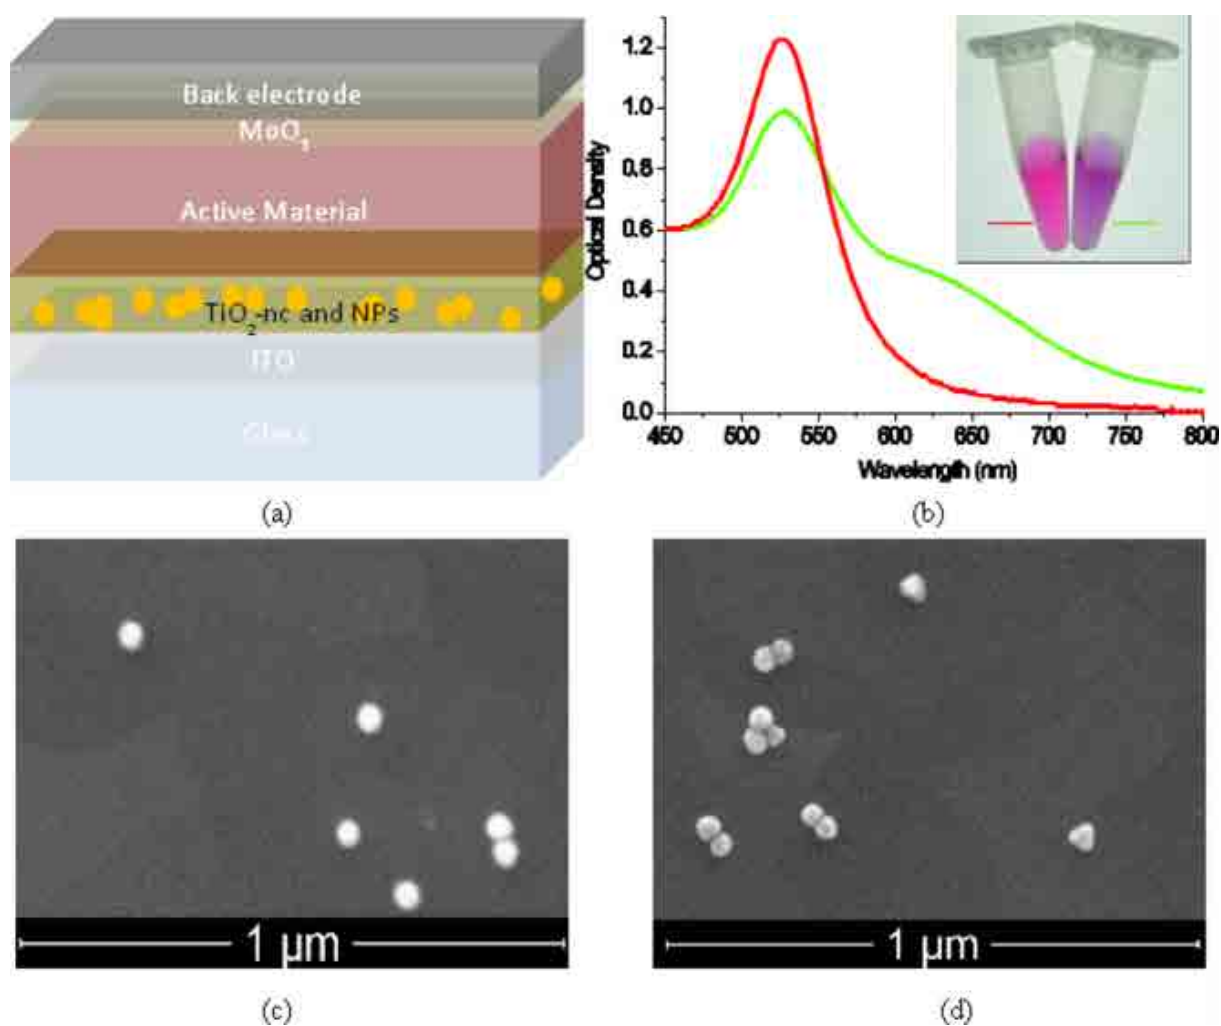 Back electrode
MoO3
Active Material
TiO2-nc and NPs
ITO
Glass
(a)
Optical Density
1.2
1.0
0.8
0.6
0.4
0.2
0.0
450 500 550 600 650 700 750 800
Wavelength (nm)
(b)
1 µm
(c)
1 µm
(d)